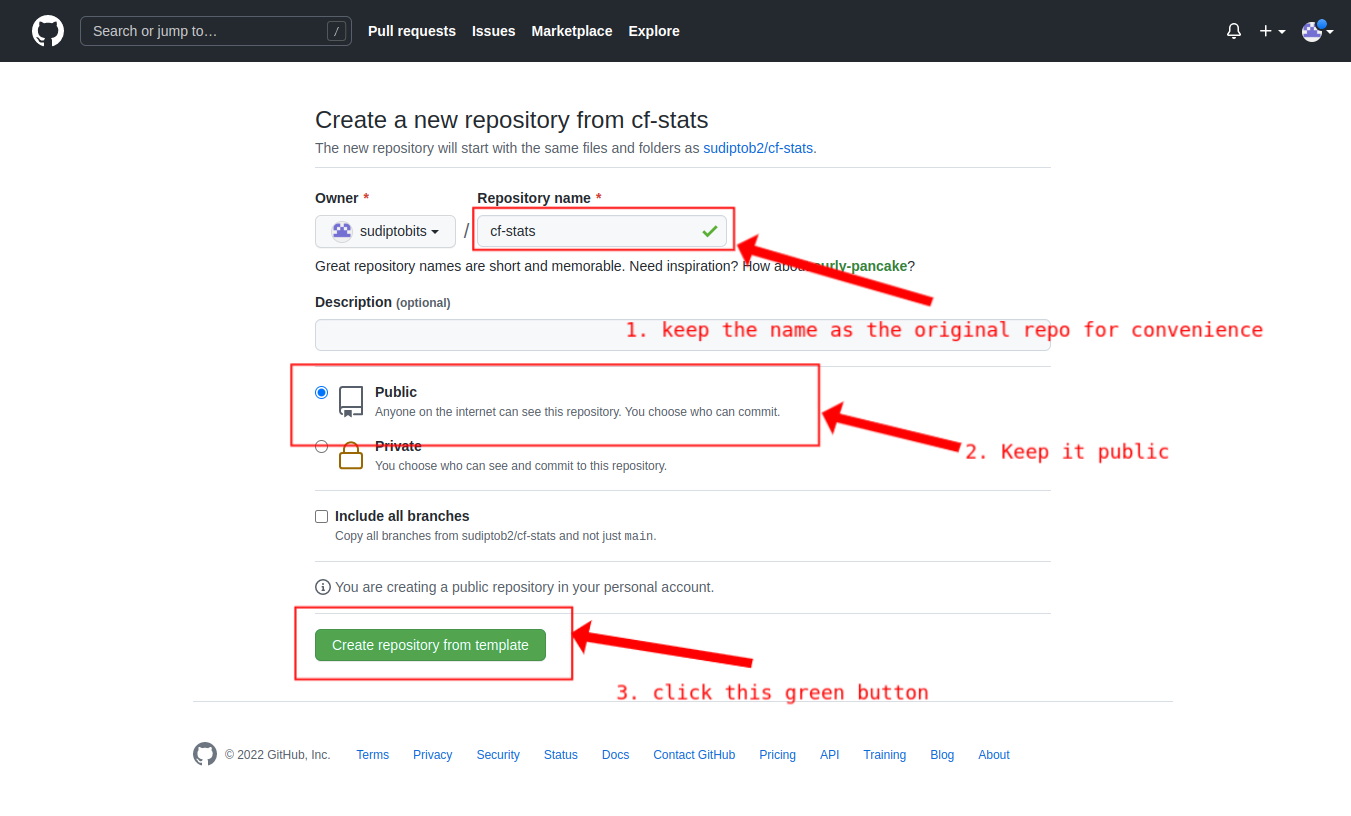 Search or jump to… /
Pull requests Issues Marketplace Explore
Create a new repository from cf-stats
The new repository will start with the same files and folders as sudiptob2/cf-stats.
Owner * Repository name *
sudiptobits / cf-stats
Great repository names are short and memorable. Need inspiration? How about urly-pancake?
Description (optional)
1. keep the name as the original repo for convenience
Public
Anyone on the internet can see this repository. You choose who can commit.
Private
You choose who can see and commit to this repository.
2. Keep it public
Include all branches
Copy all branches from sudiptob2/cf-stats and not just main.
You are creating a public repository in your personal account.
Create repository from template
3. click this green button
© 2022 GitHub, Inc. Terms Privacy Security Status Docs Contact GitHub Pricing API Training Blog About